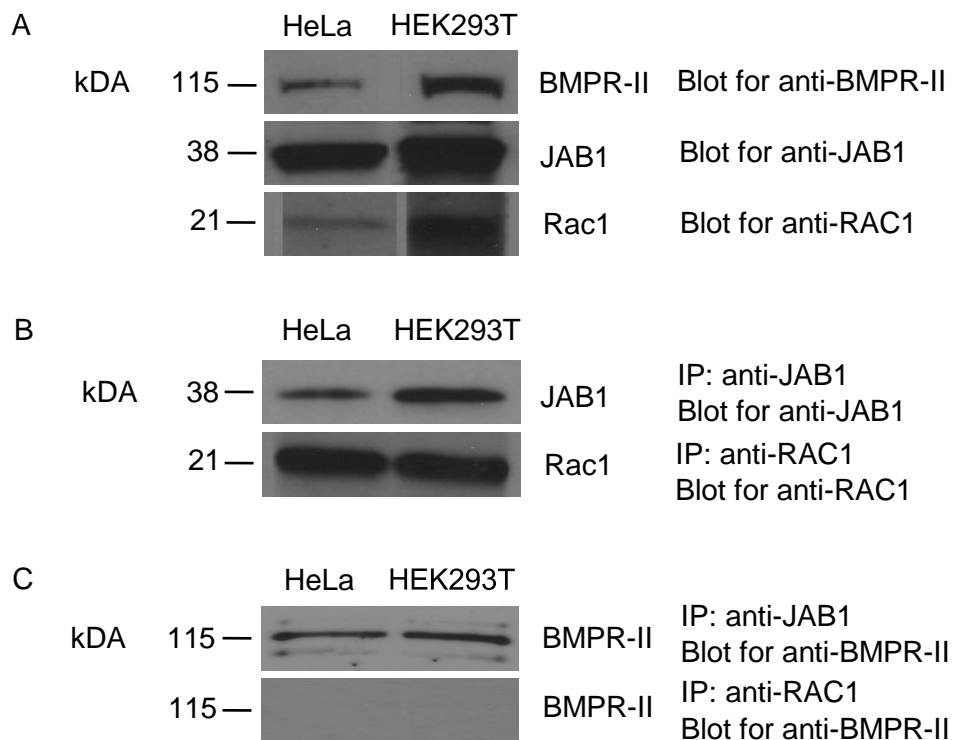 A
HeLa HEK293T
kDA 115 BMPR-II Blot for anti-BMPR-II
38 JAB1 Blot for anti-JAB1
21 Rac1 Blot for anti-RAC1
B
HeLa HEK293T
kDA 38 JAB1 IP: anti-JAB1
Blot for anti-JAB1
21 Rac1 IP: anti-RAC1
Blot for anti-RAC1
C
HeLa HEK293T
kDA 115 BMPR-II IP: anti-JAB1
Blot for anti-BMPR-II
115 BMPR-II IP: anti-RAC1
Blot for anti-BMPR-II